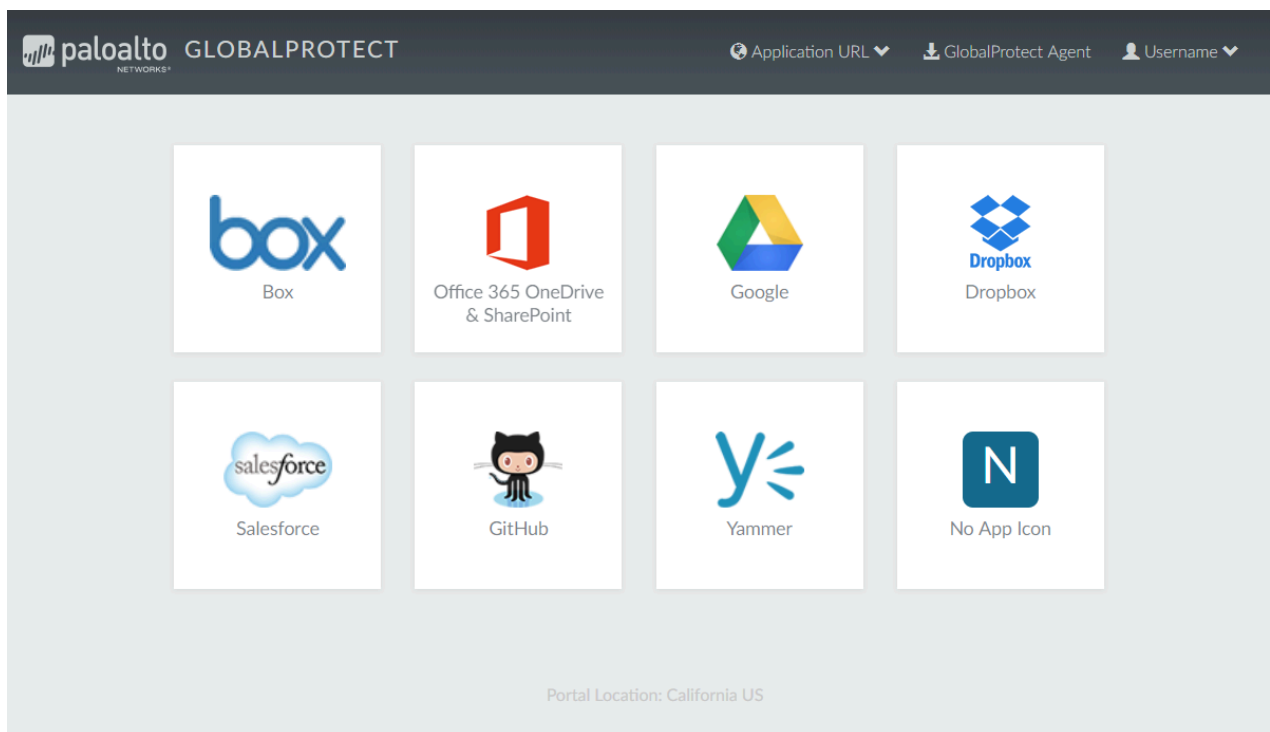 paloalto
NETWORKS®
GLOBALPROTECT
Application URL
GlobalProtect Agent
Username
box
Box
Office 365 OneDrive
& SharePoint
Google
Dropbox
Dropbox
salesforce
Salesforce
GitHub
Yammer
N
No App Icon
Portal Location: California US